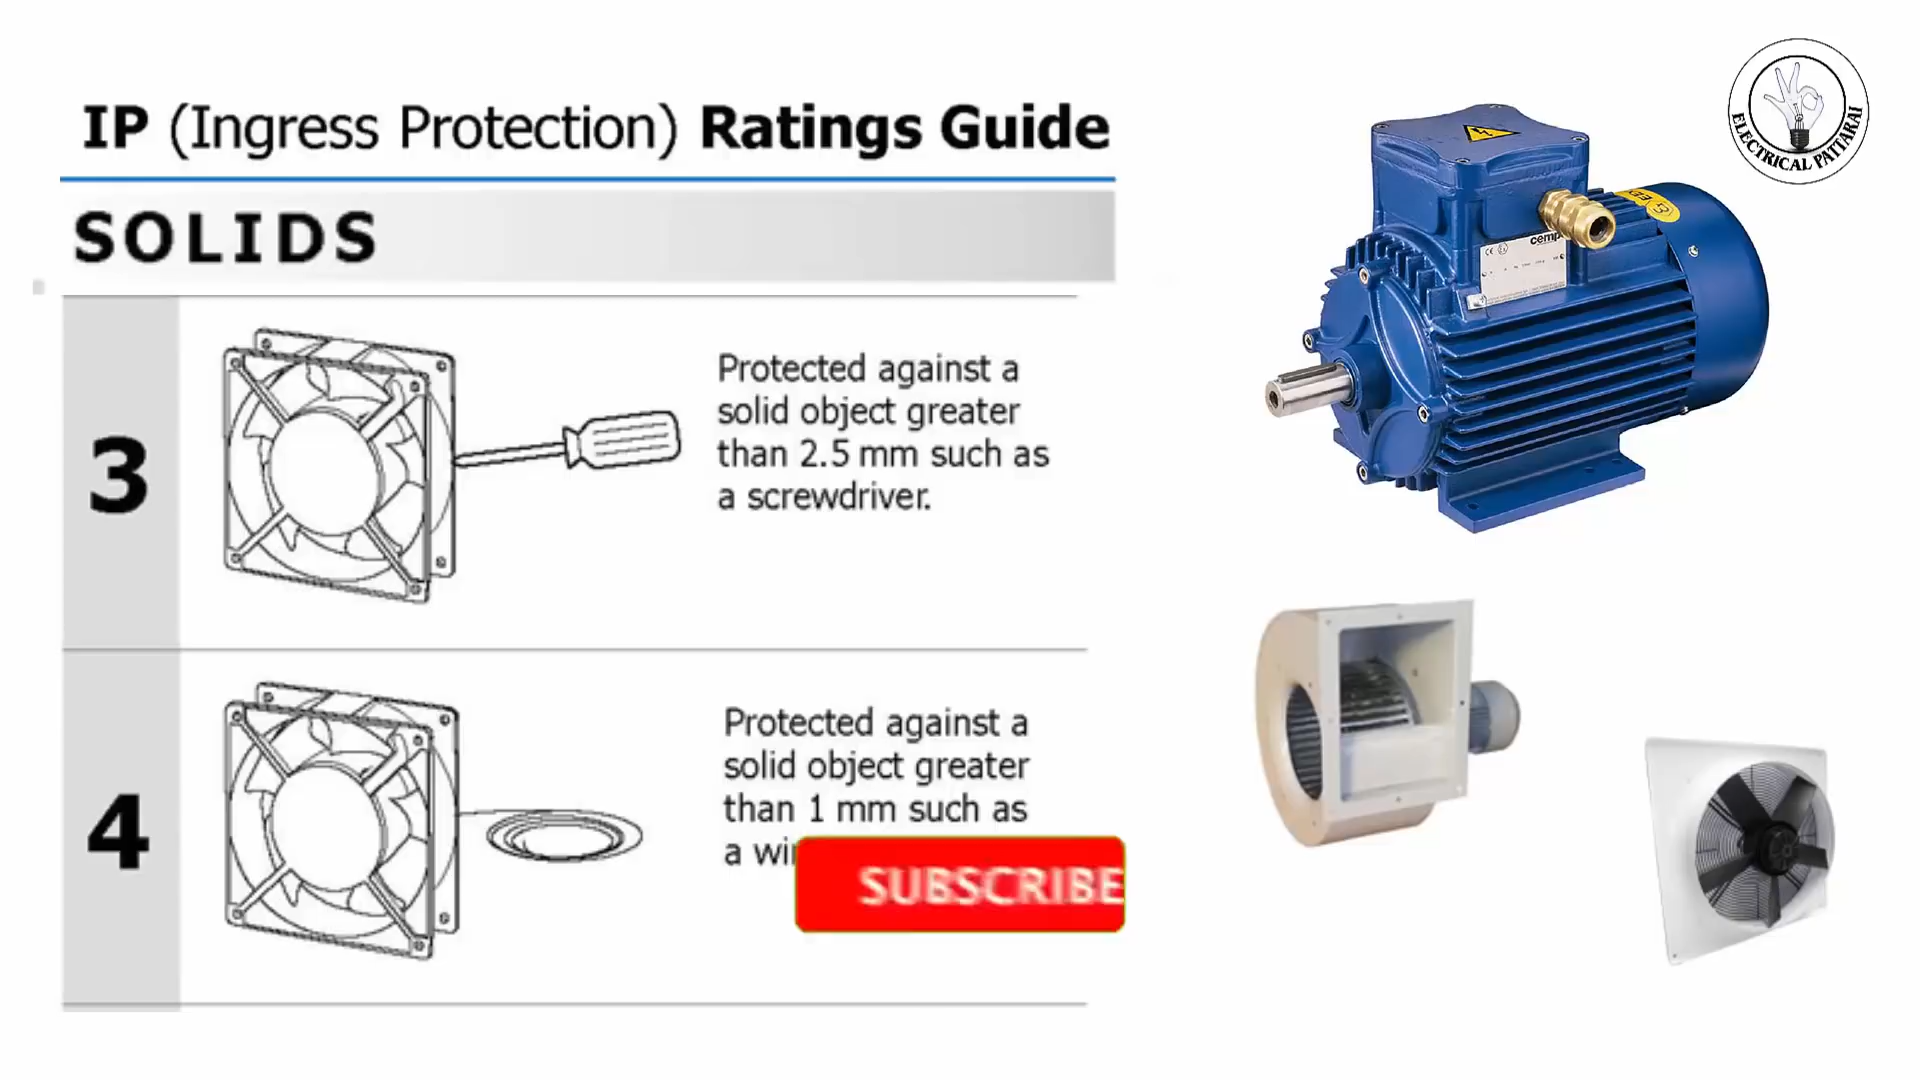 IP (Ingress Protection) Ratings Guide
SOLIDS
3
Protected against a
solid object greater
than 2.5 mm such as
a screwdriver.
4
Protected against a
solid object greater
than 1 mm such as
a
SUBSCRIBE
ELECTRICAL PATTARAI
cemp